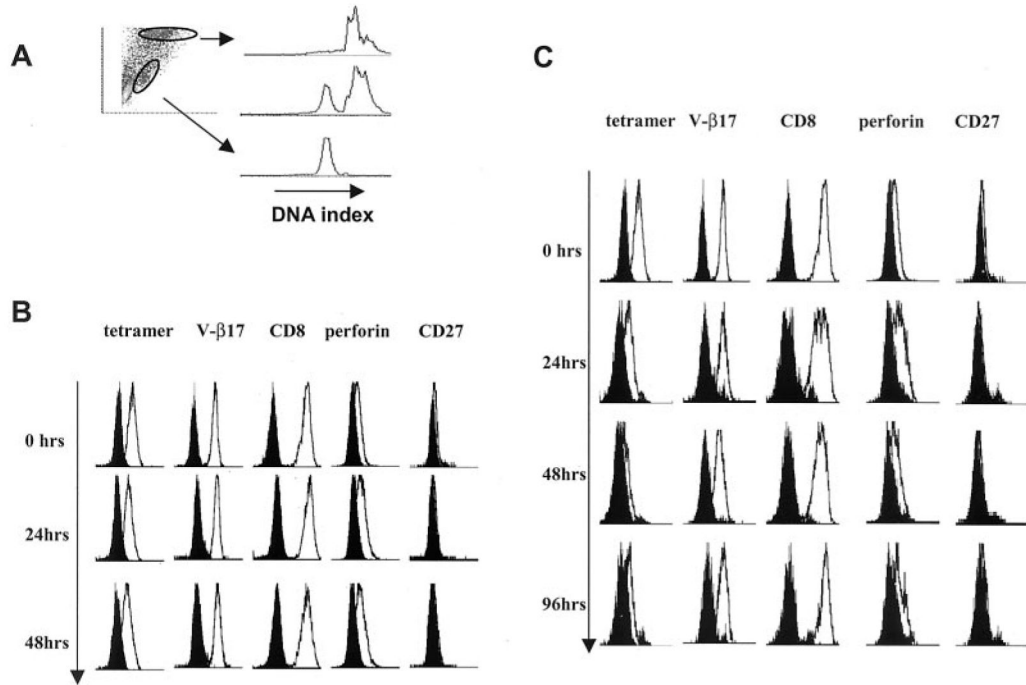 A
DNA index
B
tetramer V-β17 CD8 perforin CD27
0 hrs
24hrs
48hrs
C
tetramer V-β17 CD8 perforin CD27
0 hrs
24hrs
48hrs
96hrs